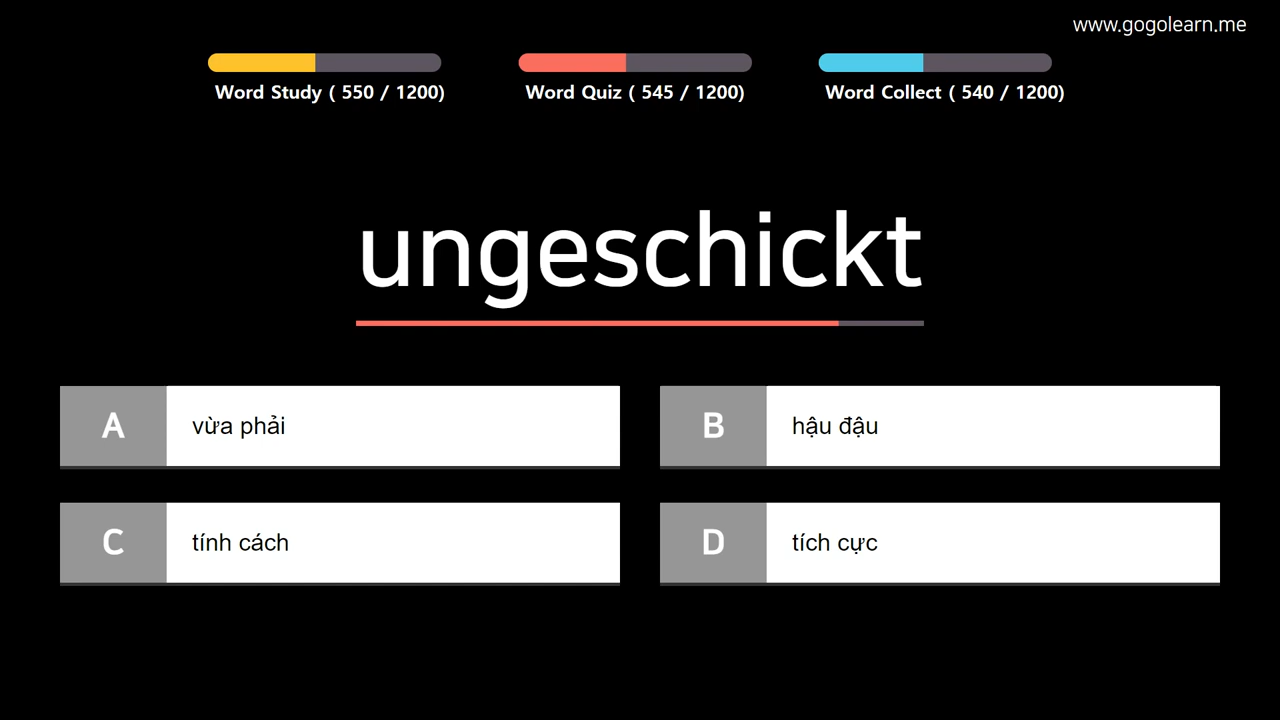 www.gogolearn.me
Word Study ( 550 / 1200)
Word Quiz ( 545 / 1200)
Word Collect ( 540 / 1200)
ungeschickt
A
vừa phải
B
hậu đậu
C
tính cách
D
tích cực